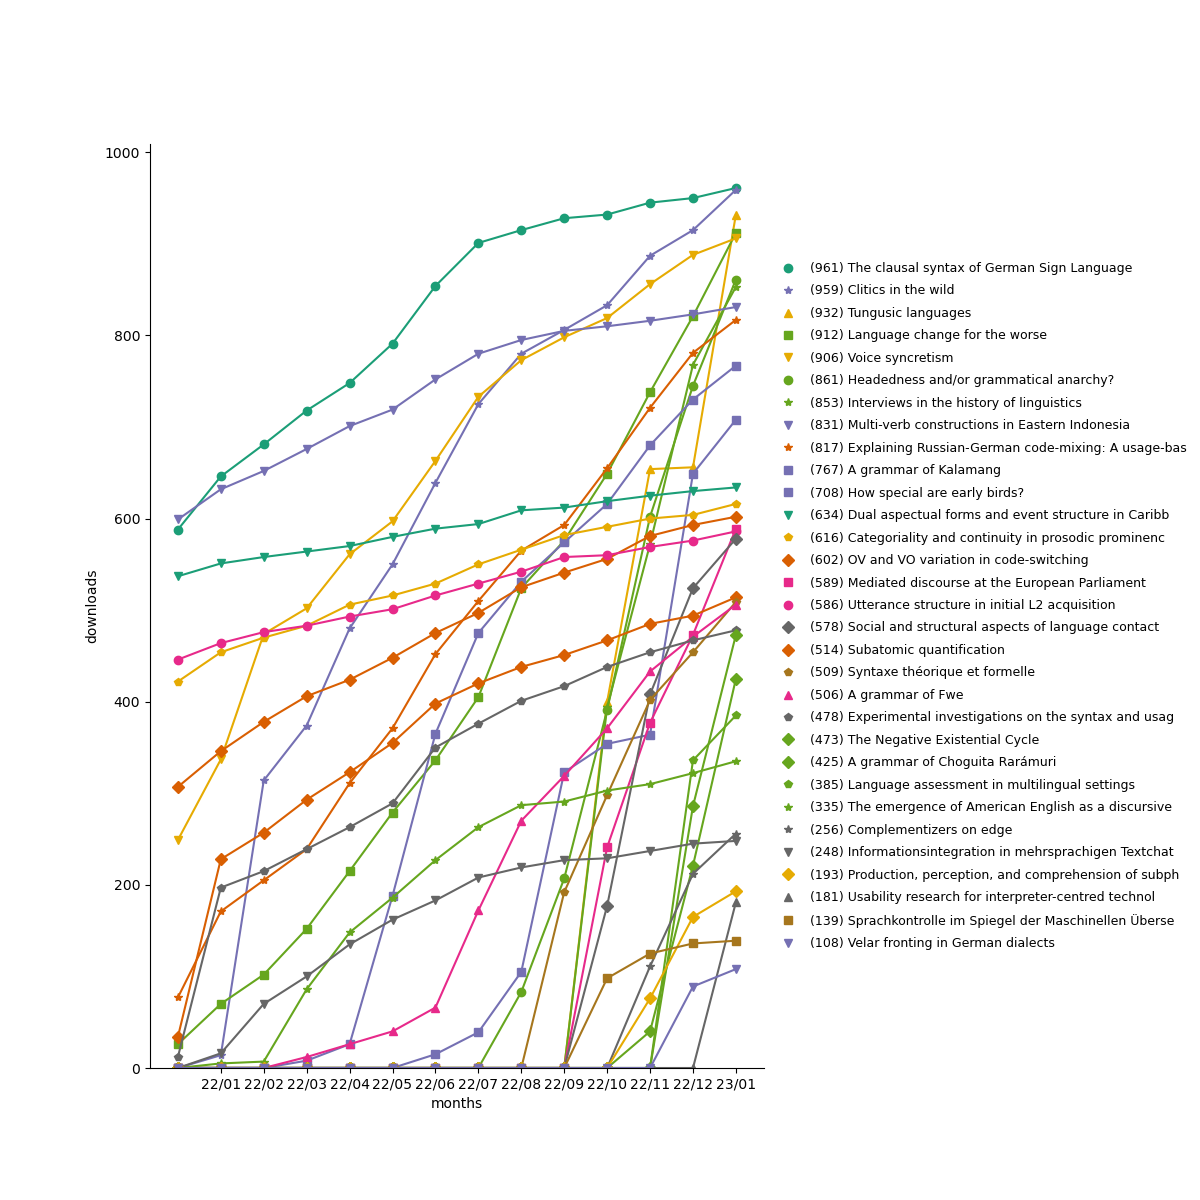 1000
800
600
400
200
0
downloads
22/01 22/02 22/03 22/04 22/05 22/06 22/07 22/08 22/09 22/10 22/11 22/12 23/01
months
(961) The clausal syntax of German Sign Language
(959) Clitics in the wild
(932) Tungusic languages
(912) Language change for the worse
(906) Voice syncretism
(861) Headedness and/or grammatical anarchy?
(853) Interviews in the history of linguistics
(831) Multi-verb constructions in Eastern Indonesia
(817) Explaining Russian-German code-mixing: A usage-bas
(767) A grammar of Kalamang
(708) How special are early birds?
(634) Dual aspectual forms and event structure in Caribb
(616) Categoriality and continuity in prosodic prominenc
(602) OV and VO variation in code-switching
(589) Mediated discourse at the European Parliament
(586) Utterance structure in initial L2 acquisition
(578) Social and structural aspects of language contact
(514) Subatomic quantification
(509) Syntaxe théorique et formelle
(506) A grammar of Fwe
(478) Experimental investigations on the syntax and usag
(473) The Negative Existential Cycle
(425) A grammar of Choguita Rarámuri
(385) Language assessment in multilingual settings
(335) The emergence of American English as a discursive
(256) Complementizers on edge
(248) Informationsintegration in mehrsprachigen Textchat
(193) Production, perception, and comprehension of subph
(181) Usability research for interpreter-centred technol
(139) Sprachkontrolle im Spiegel der Maschinellen Überse
(108) Velar fronting in German dialects